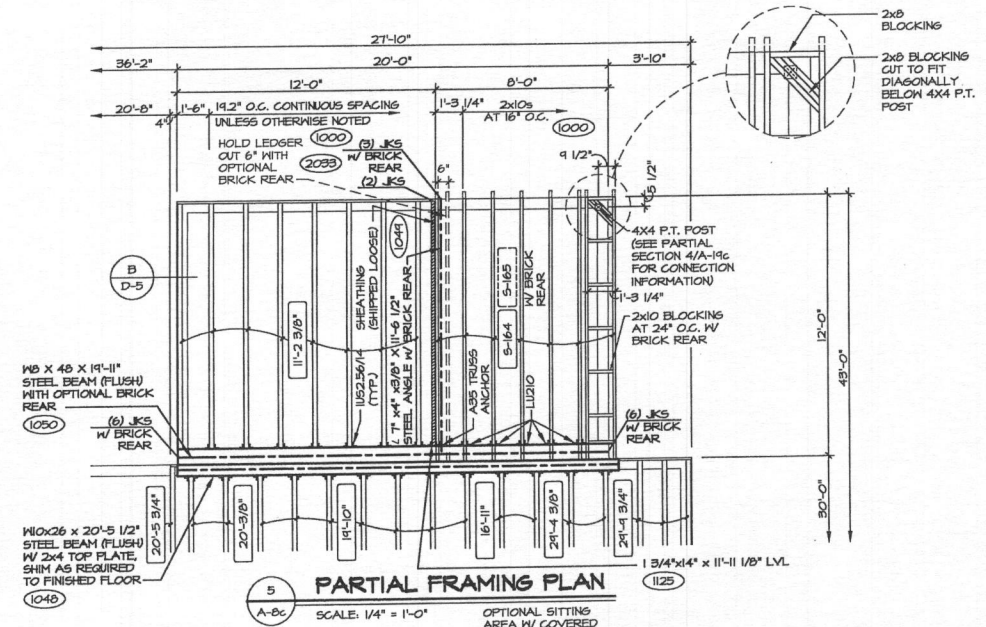 2x8
BLOCKING
2x8 BLOCKING
CUT TO FIT
DIAGONALLY
BELOW 4X4 P.T.
POST
27'-10"
36'-2"
20'-0"
3'-10"
12'-0"
8'-0"
20'-8"
4"
1'-6"
19.2" O.C. CONTINUOUS SPACING
UNLESS OTHERWISE NOTED
1000
1'-3 1/4"
2x10s
AT 16" O.C.
1000
HOLD LEDGER
OUT 6" WITH
OPTIONAL
BRICK REAR
2033
(3) JKS
W/ BRICK
REAR
(2) JKS
6"
9 1/2"
5 1/2"
4X4 P.T. POST
(SEE PARTIAL
SECTION 4/A-19c
FOR CONNECTION
INFORMATION)
1'-3 1/4"
2x10 BLOCKING
AT 24" O.C. W/
BRICK REAR
B
D-5
11'-2 3/8"
IUS2.56/14
(TYP.)
SHEATHING
(SHIPPED LOOSE)
1049
L 7" x4" x3/8" X 11'-6 1/2"
STEEL ANGLE W/ BRICK REAR
A35 TRUSS
ANCHOR
S-165
W/ BRICK
REAR
S-164
LU210
12'-0"
43'-0"
30'-0"
W8 X 48 X 19'-11"
STEEL BEAM (FLUSH)
WITH OPTIONAL BRICK
REAR
1050
(6) JKS
W/ BRICK
REAR
(6) JKS
W/ BRICK
REAR
20'-5 3/4"
20'-3/8"
19'-10"
16'-11"
29'-4 3/8"
29'-9 3/4"
W10x26 x 20'-5 1/2"
STEEL BEAM (FLUSH)
W/ 2x4 TOP PLATE,
SHIM AS REQUIRED
TO FINISHED FLOOR
1048
1 3/4"x14" x 11'-11 1/8" LVL
1125
5
A-8c
PARTIAL FRAMING PLAN
SCALE: 1/4" = 1'-0"
OPTIONAL SITTING
AREA W/ COVERED